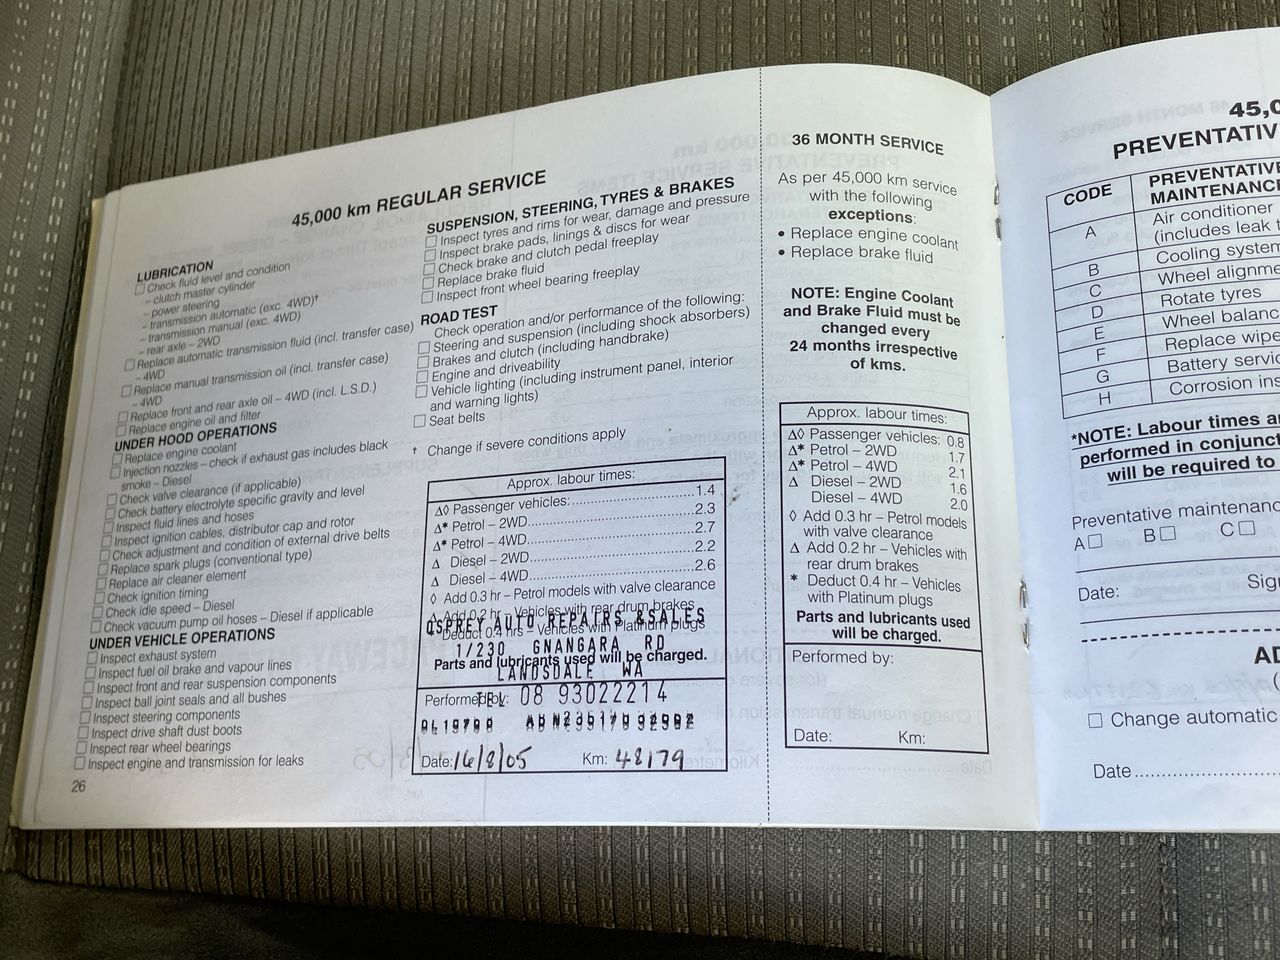 45,000 km REGULAR SERVICE
LUBRICATION
Check fluid level and condition
– clutch master cylinder
– power steering
– transmission automatic (exc. 4WD)†
– transmission manual (exc. 4WD)
– rear axle – 2WD
Replace automatic transmission fluid (incl. transfer case)
– 4WD
Replace manual transmission oil (incl. transfer case)
– 4WD
Replace front and rear axle oil – 4WD (incl. L.S.D.)
Replace engine oil and filter
UNDER HOOD OPERATIONS
Replace engine coolant
Injection nozzles – check if exhaust gas includes black
smoke – Diesel
Check valve clearance (if applicable)
Check battery electrolyte specific gravity and level
Inspect fluid lines and hoses
Inspect ignition cables, distributor cap and rotor
Check adjustment and condition of external drive belts
Replace spark plugs (conventional type)
Replace air cleaner element
Check ignition timing
Check idle speed – Diesel
Check vacuum pump oil hoses – Diesel if applicable
UNDER VEHICLE OPERATIONS
Inspect exhaust system
Inspect fuel oil brake and vapour lines
Inspect front and rear suspension components
Inspect ball joint seals and all bushes
Inspect steering components
Inspect drive shaft dust boots
Inspect rear wheel bearings
Inspect engine and transmission for leaks
26
SUSPENSION, STEERING, TYRES & BRAKES
Inspect tyres and rims for wear, damage and pressure
Inspect brake pads, linings & discs for wear
Check brake and clutch pedal freeplay
Replace brake fluid
Inspect front wheel bearing freeplay
ROAD TEST
Check operation and/or performance of the following:
Steering and suspension (including shock absorbers)
Brakes and clutch (including handbrake)
Engine and driveability
Vehicle lighting (including instrument panel, interior
and warning lights)
Seat belts
† Change if severe conditions apply
Approx. labour times:
Δ◊ Passenger vehicles: 1.4
Δ* Petrol – 2WD 2.3
Δ* Petrol – 4WD 2.7
Δ Diesel – 2WD 2.2
Δ Diesel – 4WD 2.6
◊ Add 0.3 hr – Petrol models with valve clearance
Δ Add 0.2 hr – Vehicles with rear drum brakes
OSPREY AUTO REPAIRS & SALES
* Deduct 0.4 hrs – Vehicles with Platinum plugs
1/230 GNANGARA RD
Parts and lubricants used will be charged.
LANDSDALE WA
Performed by:
TEL 08 93022214
Date: 16/8/05 Km: 48179
36 MONTH SERVICE
As per 45,000 km service
with the following
exceptions:
• Replace engine coolant
• Replace brake fluid
NOTE: Engine Coolant
and Brake Fluid must be
changed every
24 months irrespective
of kms.
Approx. labour times:
Δ◊ Passenger vehicles: 0.8
Δ* Petrol – 2WD 1.7
Δ* Petrol – 4WD 2.1
Δ Diesel – 2WD 1.6
Diesel – 4WD 2.0
◊ Add 0.3 hr – Petrol models
with valve clearance
Δ Add 0.2 hr – Vehicles with
rear drum brakes
* Deduct 0.4 hr – Vehicles
with Platinum plugs
Parts and lubricants used
will be charged.
Performed by:
Date: Km:
45,0
PREVENTATIV
CODE PREVENTATIVE
MAINTENANCE
A Air conditioner
(includes leak t
B Cooling system
C Wheel alignme
D Rotate tyres
E Wheel balanc
F Replace wipe
G Battery servic
H Corrosion ins
*NOTE: Labour times a
performed in conjunct
will be required to
Preventative maintenanc
A B C
Date: Sign
AD
(
Change automatic
Date